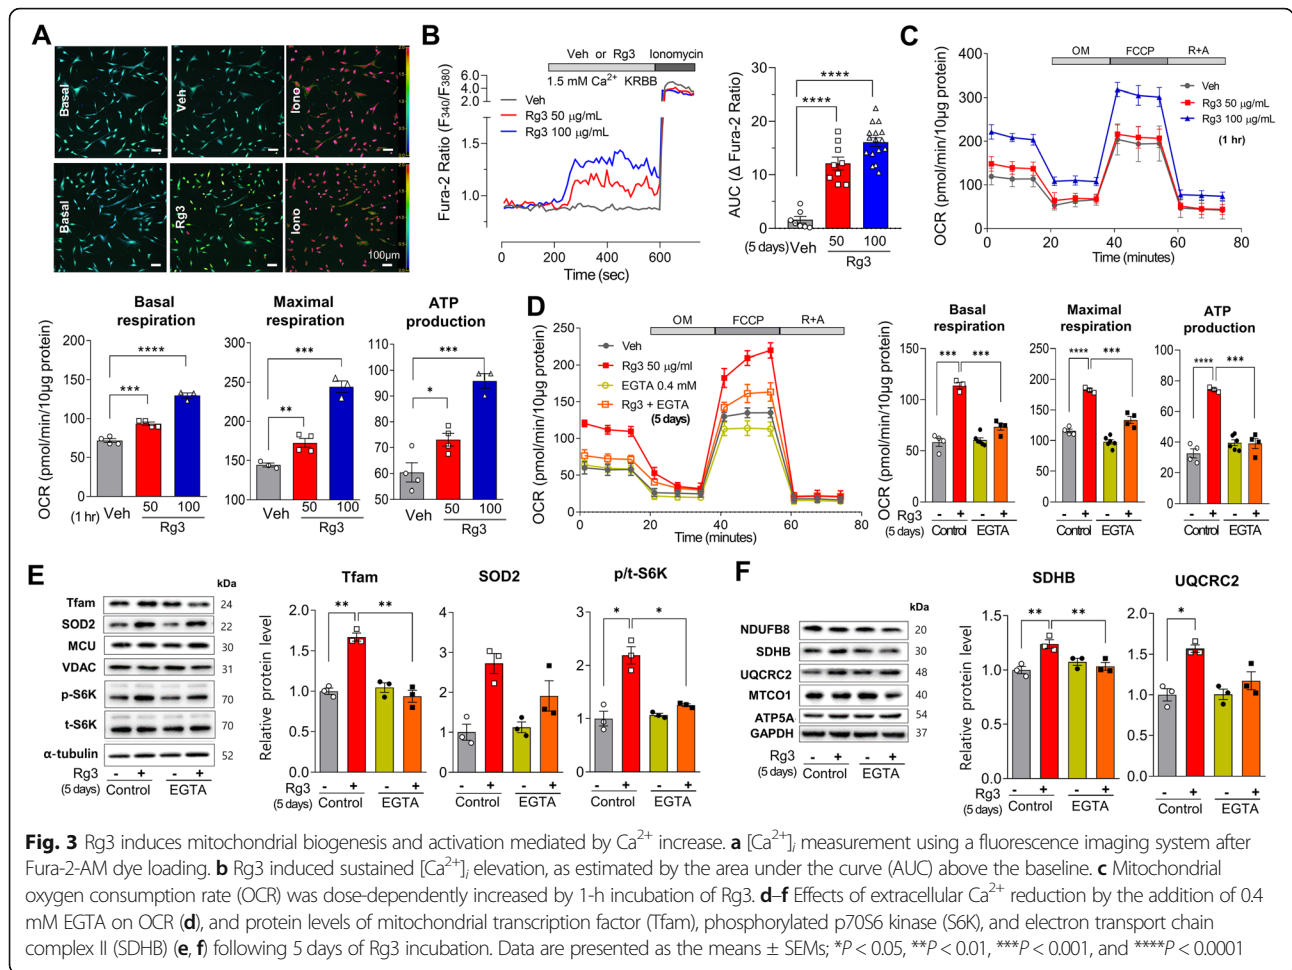 A
Basal
Veh
Iono
2.0
1.5
1.0
0.5
Basal
Rg3
Iono
100μm
B
Veh or Rg3 Ionomycin
1.5 mM Ca2+ KRBB
Fura-2 Ratio (F340/F380)
6.0
4.0
2.0
1.5
1.0
Veh
Rg3 50 μg/mL
Rg3 100 μg/mL
0 200 400 600
Time (sec)
AUC (Δ Fura-2 Ratio)
30
20
10
0
****
****
(5 days) Veh 50 100
Rg3
C
OM FCCP R+A
OCR (pmol/min/10μg protein)
400
300
200
100
0
Veh
Rg3 50 μg/mL
Rg3 100 μg/mL
(1 hr)
0 20 40 60 80
Time (minutes)
OCR (pmol/min/10μg protein)
Basal
respiration
200
150
100
50
0
****
***
(1 hr) Veh 50 100
Rg3
Maximal
respiration
300
250
200
150
100
***
**
Veh 50 100
Rg3
ATP
production
110
100
90
80
70
60
50
***
*
Veh 50 100
Rg3
D
OM FCCP R+A
OCR (pmol/min/10μg protein)
250
200
150
100
50
0
Veh
Rg3 50 μg/ml
EGTA 0.4 mM
Rg3 + EGTA
(5 days)
0 20 40 60 80
Time (minutes)
OCR (pmol/min/10μg protein)
Basal
respiration
150
100
50
0
*** ***
Rg3 - + - +
(5 days) Control EGTA
Maximal
respiration
250
200
150
100
50
0
**** ***
- + - +
Control EGTA
ATP
production
100
80
60
40
20
0
**** ***
- + - +
Control EGTA
E
kDa
Tfam 24
SOD2 22
MCU 30
VDAC 31
p-S6K 70
t-S6K 70
α-tubulin 52
Rg3 - + - +
(5 days) Control EGTA
Relative protein level
Tfam
2.0
1.5
1.0
0.5
0.0
** **
- + - +
Rg3
(5 days) Control EGTA
SOD2
4
3
2
1
0
- + - +
Control EGTA
p/t-S6K
3
2
1
0
* *
- + - +
Control EGTA
F
kDa
NDUFB8 20
SDHB 30
UQCRC2 48
MTCO1 40
ATP5A 54
GAPDH 37
Rg3 - + - +
(5 days) Control EGTA
Relative protein level
SDHB
1.5
1.0
0.5
0.0
** **
Rg3 - + - +
(5 days) Control EGTA
UQCRC2
2.0
1.5
1.0
0.5
0.0
*
- + - +
Control EGTA
Fig. 3 Rg3 induces mitochondrial biogenesis and activation mediated by Ca2+ increase. a [Ca2+]i measurement using a fluorescence imaging system after
Fura-2-AM dye loading. b Rg3 induced sustained [Ca2+]i elevation, as estimated by the area under the curve (AUC) above the baseline. c Mitochondrial
oxygen consumption rate (OCR) was dose-dependently increased by 1-h incubation of Rg3. d–f Effects of extracellular Ca2+ reduction by the addition of 0.4
mM EGTA on OCR (d), and protein levels of mitochondrial transcription factor (Tfam), phosphorylated p70S6 kinase (S6K), and electron transport chain
complex II (SDHB) (e, f) following 5 days of Rg3 incubation. Data are presented as the means ± SEMs; *P < 0.05, **P < 0.01, ***P < 0.001, and ****P < 0.0001